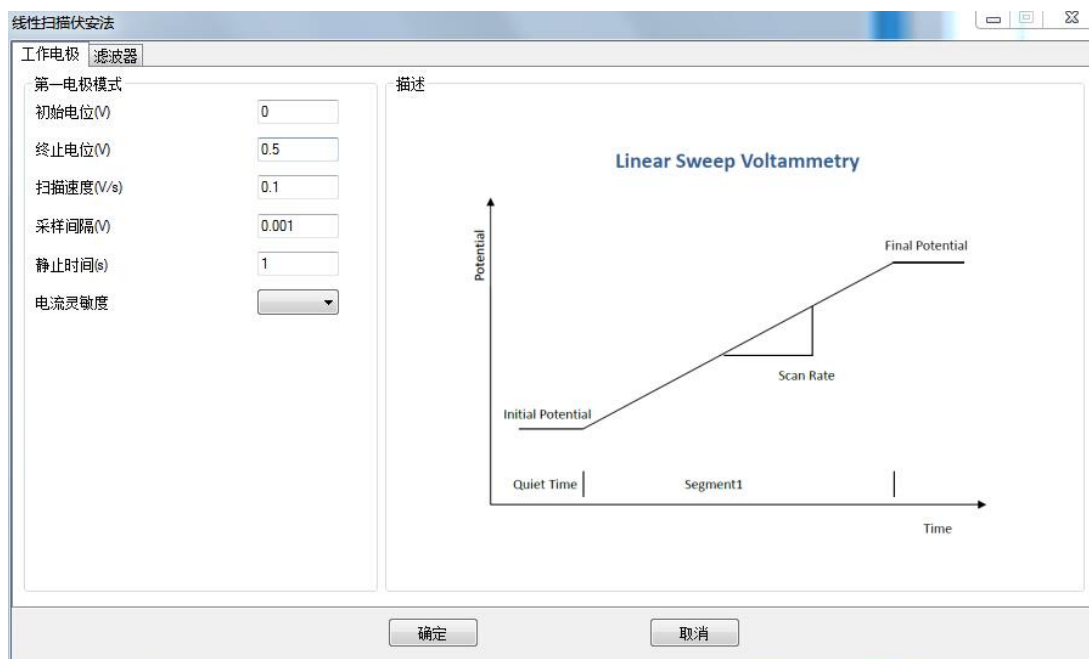 线性扫描伏安法
工作电极 滤波器
第一电极模式
初始电位(V) 0
终止电位(V) 0.5
扫描速度(V/s) 0.1
采样间隔(V) 0.001
静止时间(s) 1
电流灵敏度
描述
Linear Sweep Voltammetry
Potential
Final Potential
Scan Rate
Initial Potential
Quiet Time Segment1
Time
确定 取消